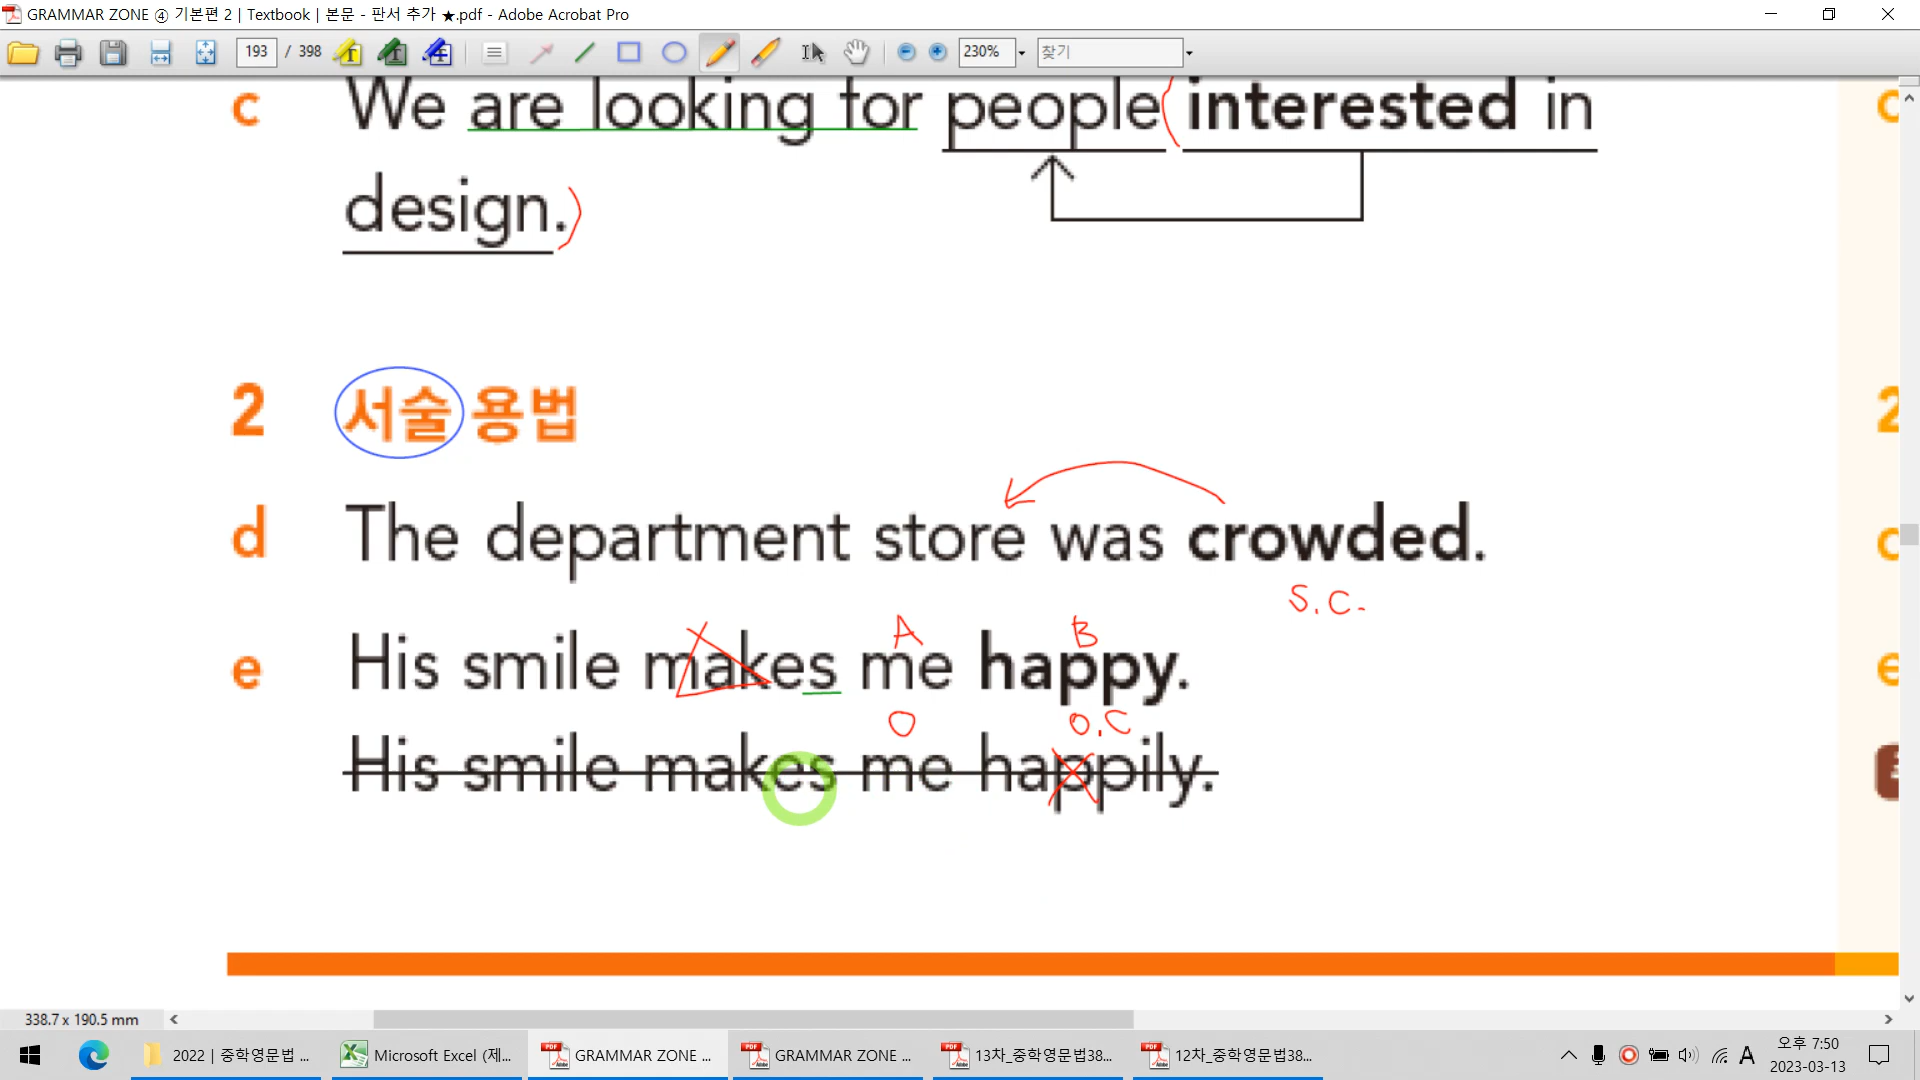 GRAMMAR ZONE ④ 기본편 2 | Textbook | 본문 - 판서 추가 ★.pdf - Adobe Acrobat Pro
193 / 398 230% 찾기
c We are looking for people ( interested in
design. )
2 서술 용법
d The department store was crowded.
S.C.
A B
e His smile makes me happy.
O O.C
His smile makes me happily.
338.7 x 190.5 mm
2022 | 중학영문법 ... Microsoft Excel (제... GRAMMAR ZONE ... GRAMMAR ZONE ... 13차_중학영문법38... 12차_중학영문법38... A 오후 7:50
2023-03-13